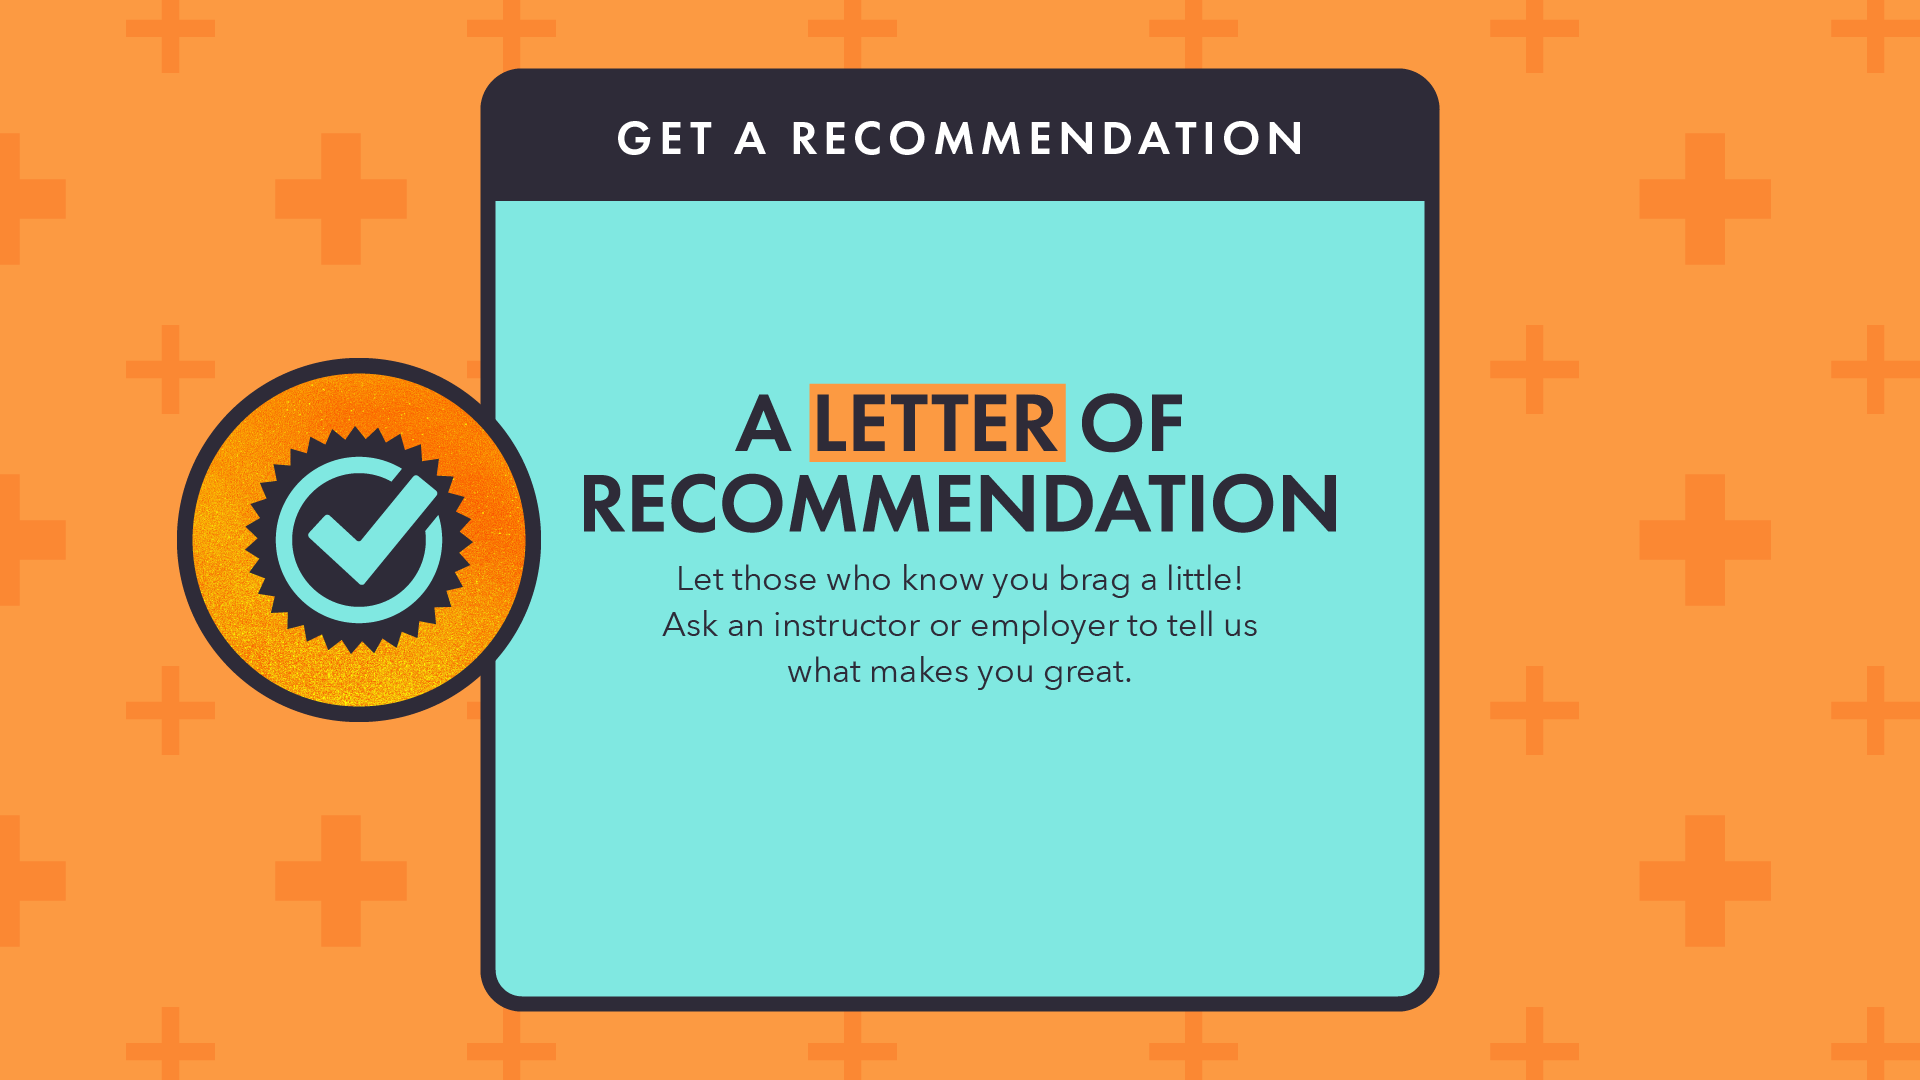 GET A RECOMMENDATION
A LETTER OF
RECOMMENDATION
Let those who know you brag a little!
Ask an instructor or employer to tell us
what makes you great.